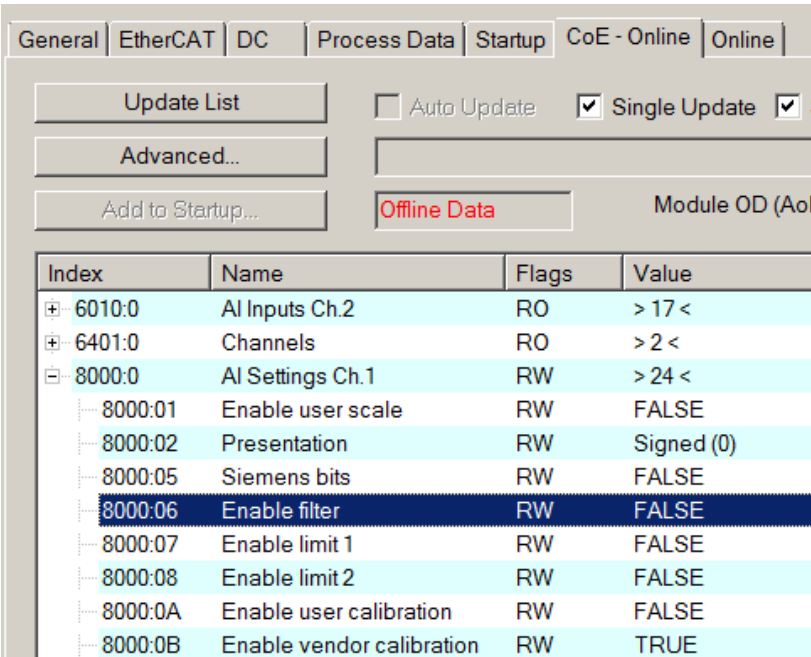 General EtherCAT DC Process Data Startup CoE - Online Online
Update List Auto Update Single Update
Advanced...
Add to Startup... Offline Data Module OD (Ao
Index Name Flags Value
6010:0 AI Inputs Ch.2 RO > 17 <
6401:0 Channels RO > 2 <
8000:0 AI Settings Ch.1 RW > 24 <
8000:01 Enable user scale RW FALSE
8000:02 Presentation RW Signed (0)
8000:05 Siemens bits RW FALSE
8000:06 Enable filter RW FALSE
8000:07 Enable limit 1 RW FALSE
8000:08 Enable limit 2 RW FALSE
8000:0A Enable user calibration RW FALSE
8000:0B Enable vendor calibration RW TRUE